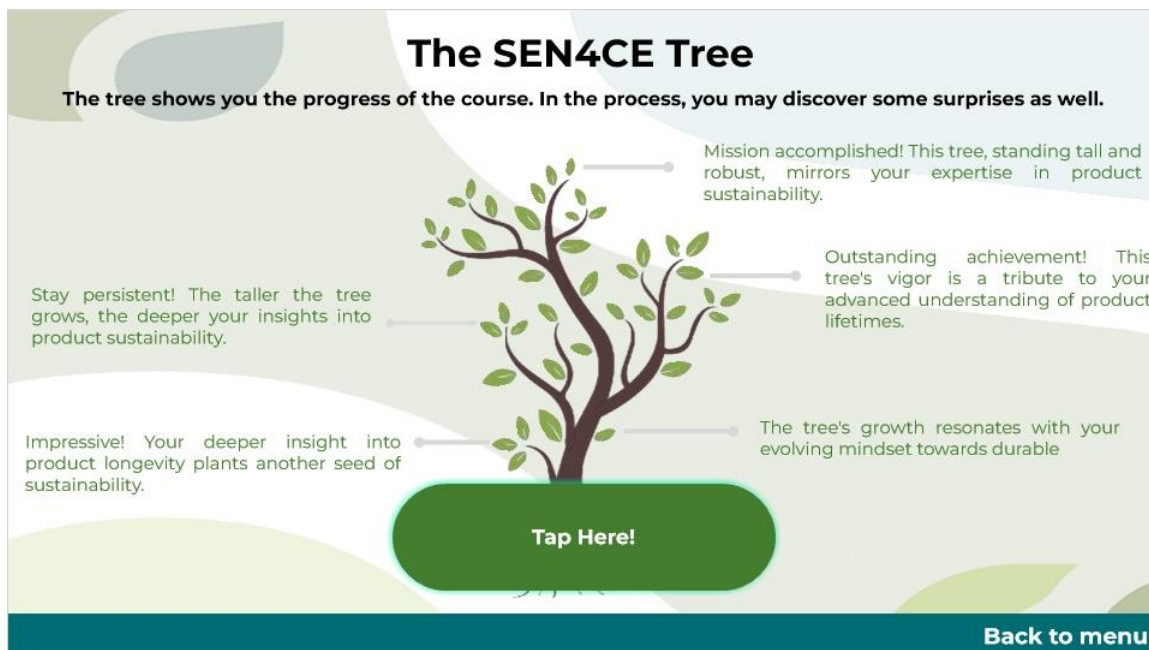 The SEN4CE Tree
The tree shows you the progress of the course. In the process, you may discover some surprises as well.
Mission accomplished! This tree, standing tall and
robust, mirrors your expertise in product
sustainability.
Outstanding achievement! This
tree's vigor is a tribute to your
advanced understanding of product
lifetimes.
Stay persistent! The taller the tree
grows, the deeper your insights into
product sustainability.
Impressive! Your deeper insight into
product longevity plants another seed of
sustainability.
The tree's growth resonates with your
evolving mindset towards durable
Tap Here!
Back to menu